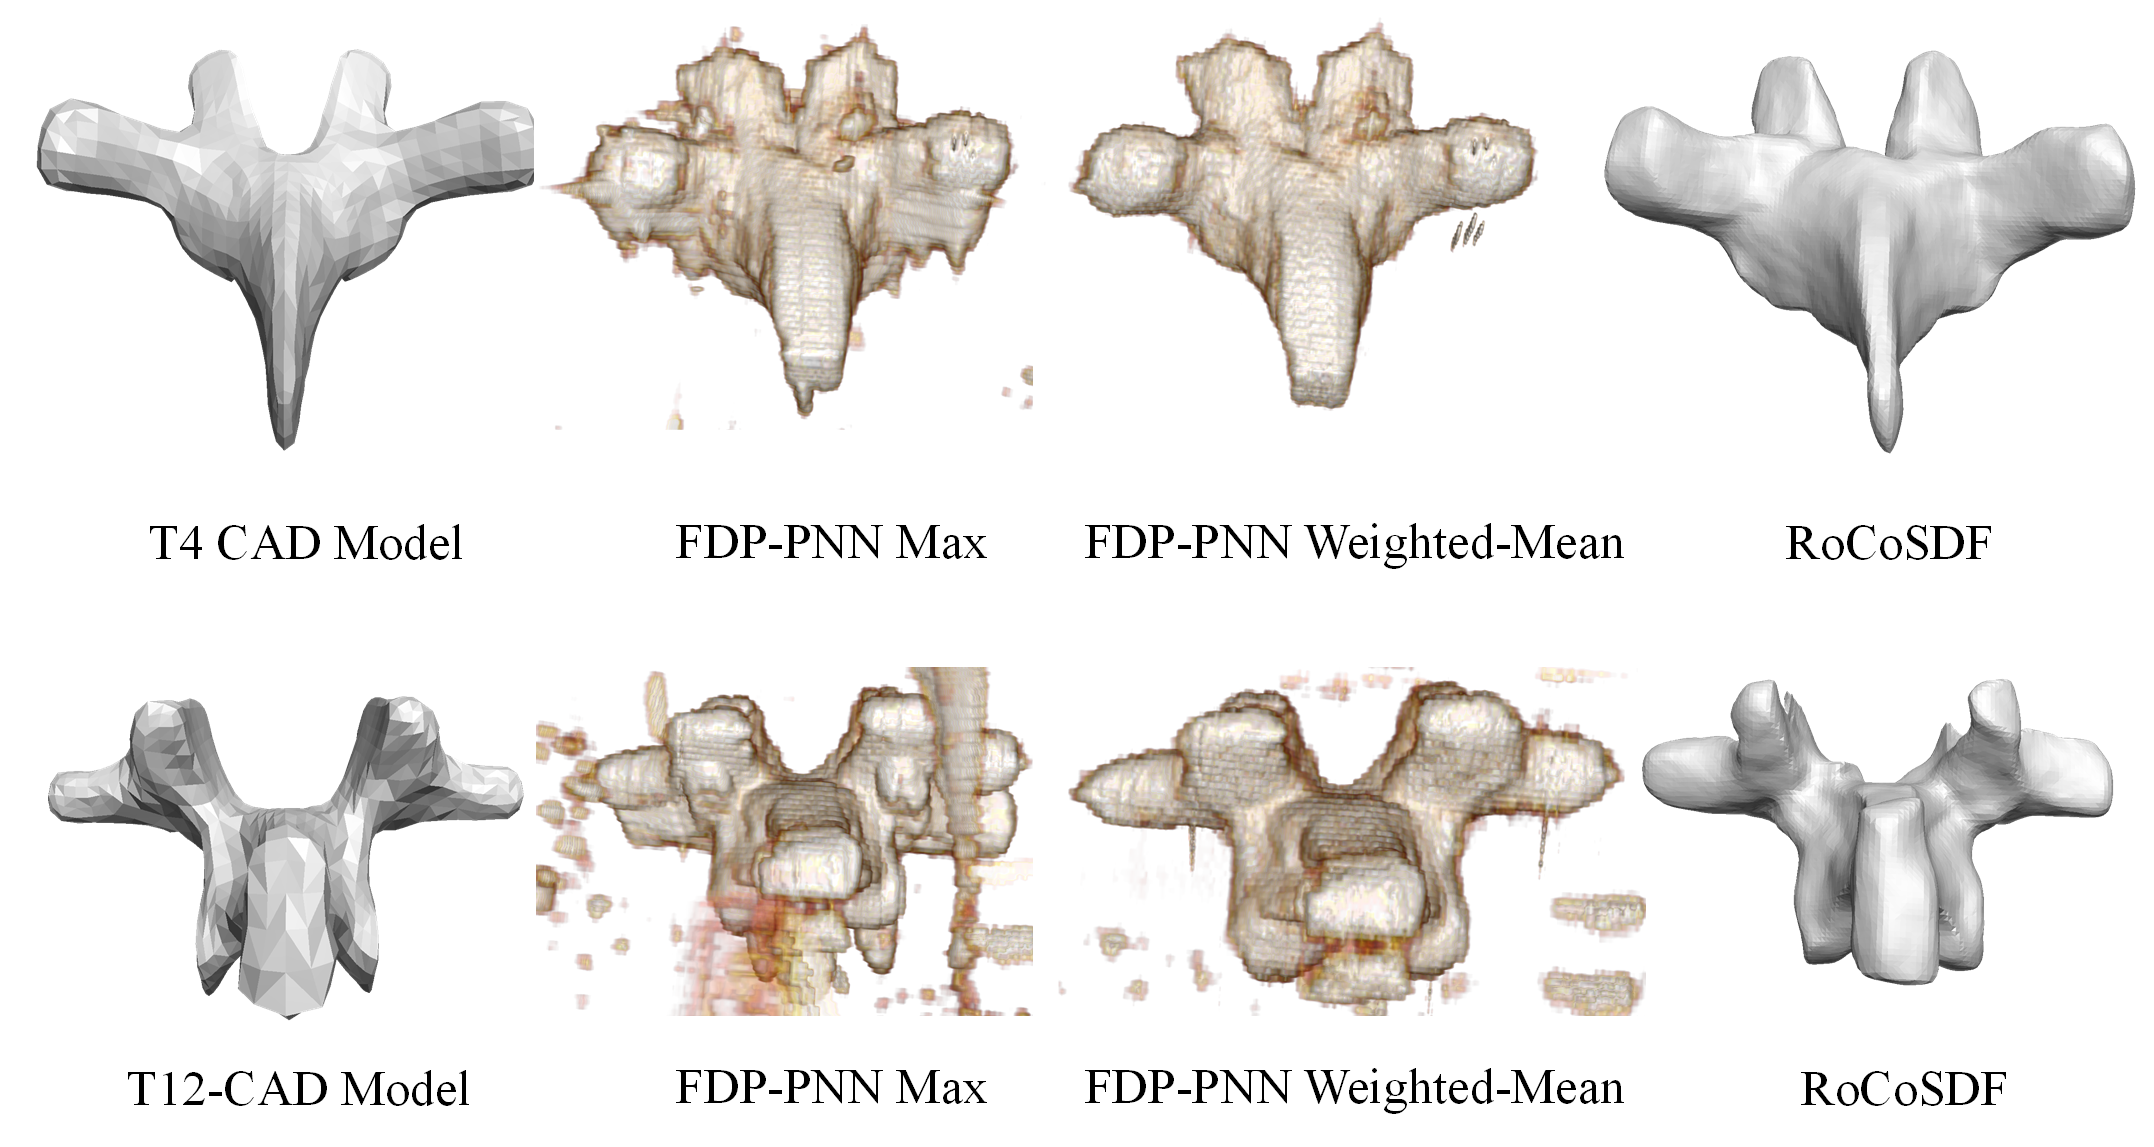 T4 CAD Model
FDP-PNN Max
FDP-PNN Weighted-Mean
RoCoSDF
T12-CAD Model
FDP-PNN Max
FDP-PNN Weighted-Mean
RoCoSDF